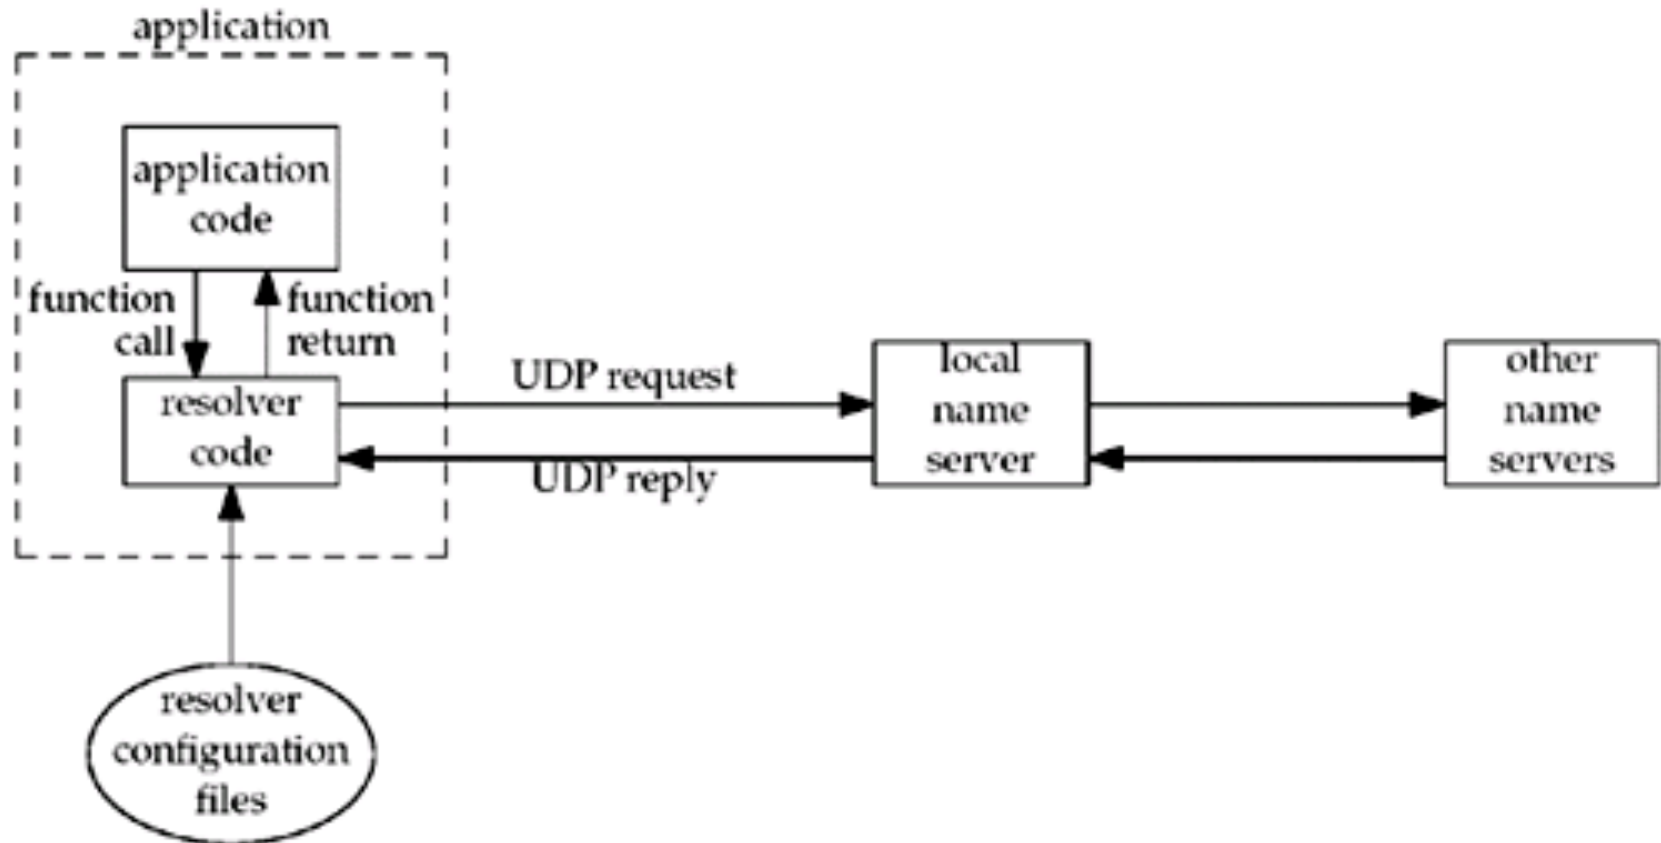 application
application
code
function
call
function
return
resolver
code
UDP request
UDP reply
local
name
server
other
name
servers
resolver
configuration
files